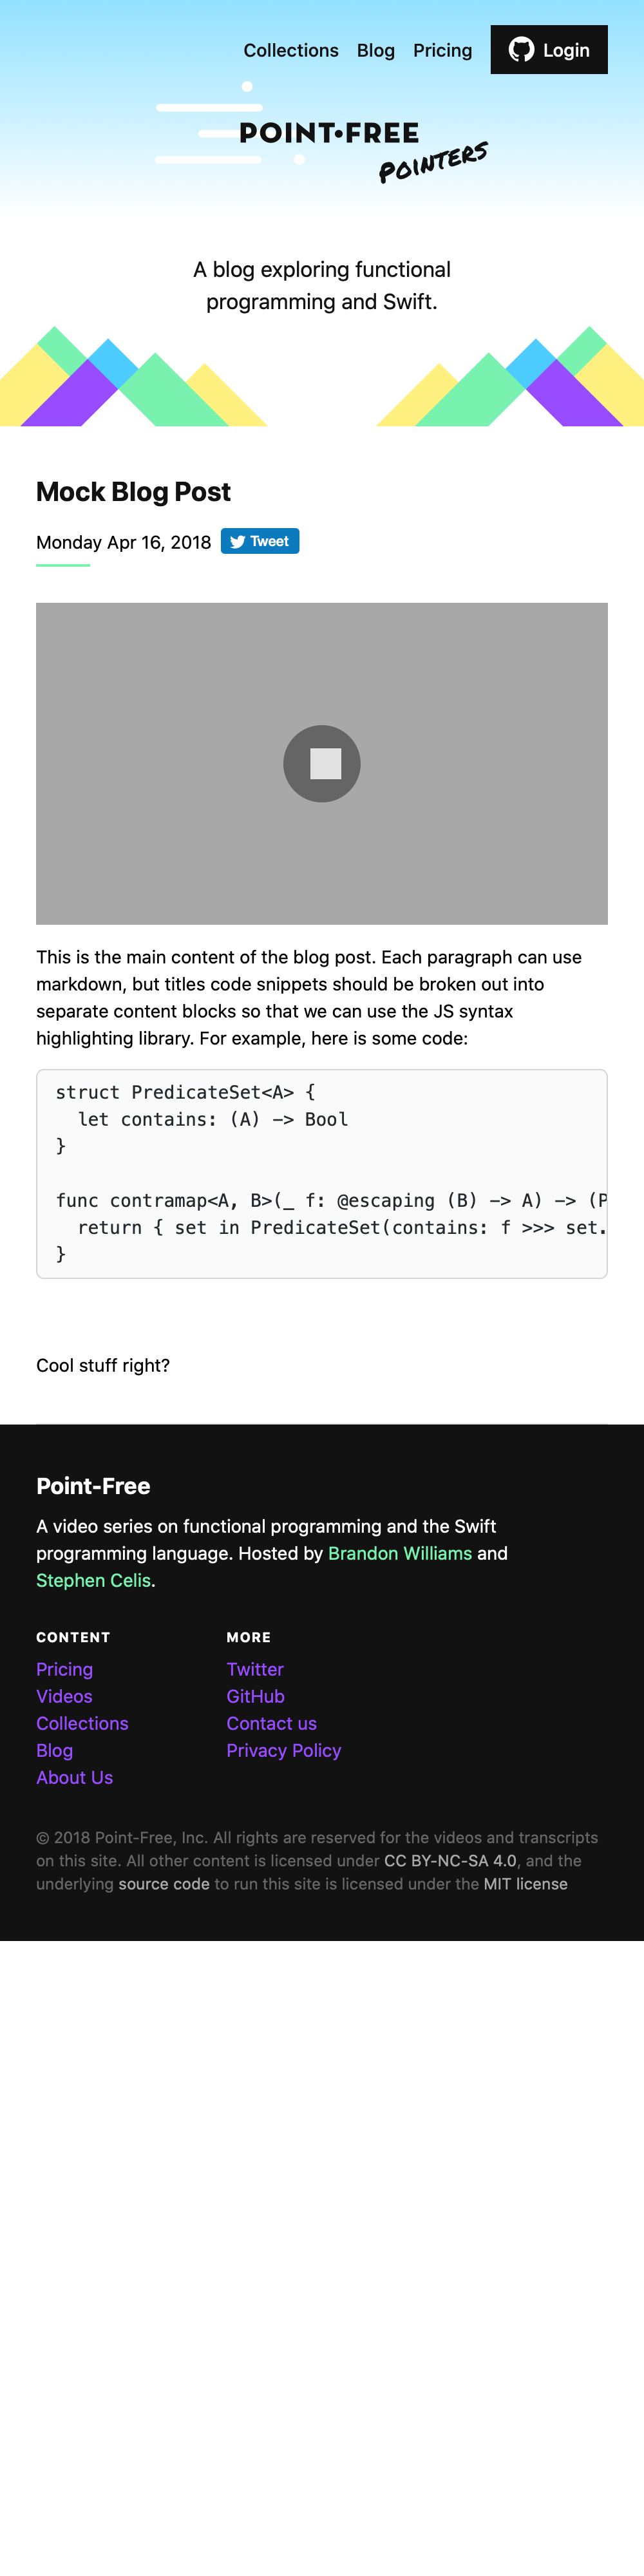 Collections Blog Pricing Login
POINT•FREE
POINTERS
A blog exploring functional
programming and Swift.
Mock Blog Post
Monday Apr 16, 2018 Tweet
This is the main content of the blog post. Each paragraph can use
markdown, but titles code snippets should be broken out into
separate content blocks so that we can use the JS syntax
highlighting library. For example, here is some code:
struct PredicateSet<A> {
  let contains: (A) -> Bool
}
func contramap<A, B>(_ f: @escaping (B) -> A) -> (P
  return { set in PredicateSet(contains: f >>> set.
}
Cool stuff right?
Point-Free
A video series on functional programming and the Swift
programming language. Hosted by Brandon Williams and
Stephen Celis.
CONTENT
Pricing
Videos
Collections
Blog
About Us
MORE
Twitter
GitHub
Contact us
Privacy Policy
© 2018 Point-Free, Inc. All rights are reserved for the videos and transcripts
on this site. All other content is licensed under CC BY-NC-SA 4.0, and the
underlying source code to run this site is licensed under the MIT license